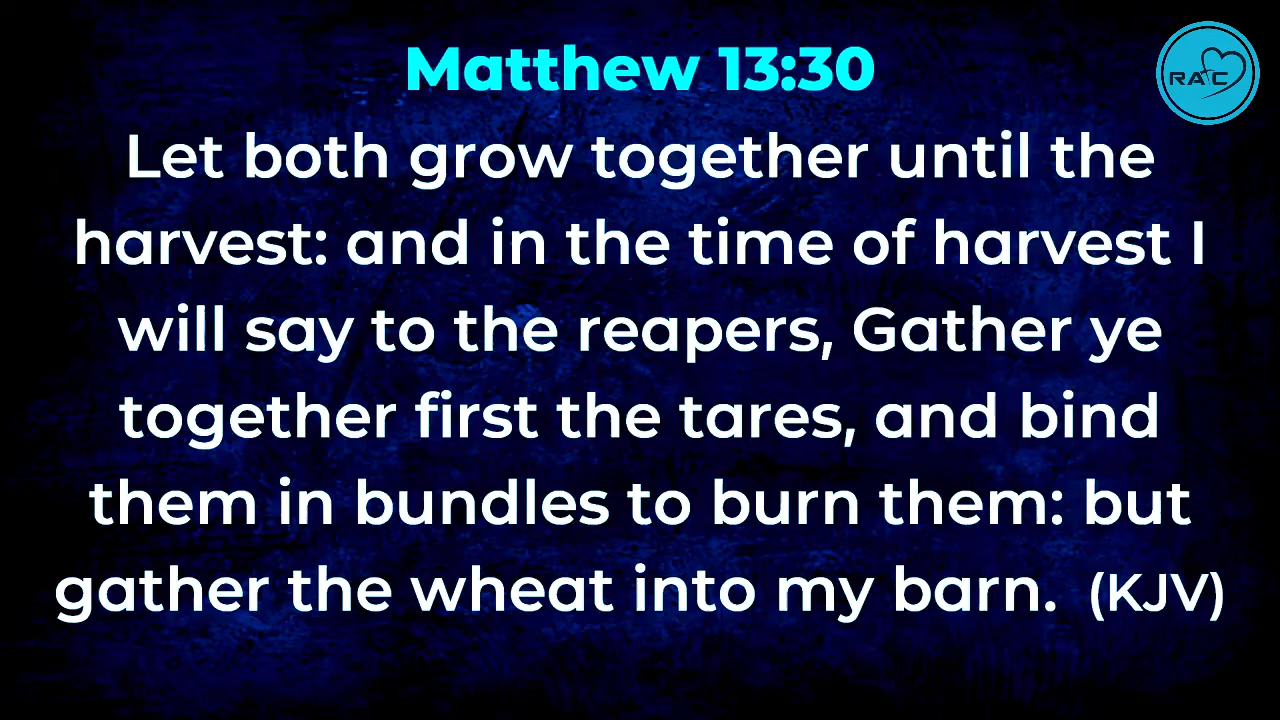 Matthew 13:30
RAC
Let both grow together until the
harvest: and in the time of harvest I
will say to the reapers, Gather ye
together first the tares, and bind
them in bundles to burn them: but
gather the wheat into my barn. (KJV)